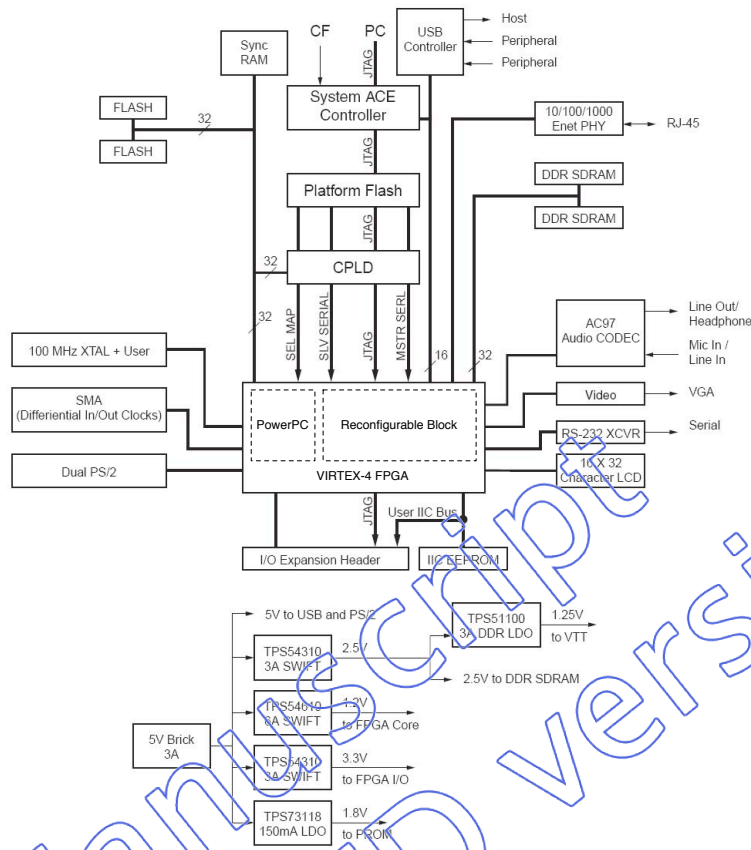 CF
PC
USB
Controller
Host
Peripheral
Peripheral
Sync
RAM
JTAG
System ACE
Controller
FLASH
FLASH
32
10/100/1000
Enet PHY
RJ-45
JTAG
DDR SDRAM
DDR SDRAM
Platform Flash
JTAG
32
CPLD
32
32
SEL MAP
SLV SERIAL
JTAG
MSTR SERL
16
32
AC97
Audio CODEC
Line Out/
Headphone
Mic In /
Line In
100 MHz XTAL + User
SMA
(Differiential In/Out Clocks)
Dual PS/2
PowerPC
Reconfigurable Block
VIRTEX-4 FPGA
Video
VGA
RS-232 XCVR
Serial
16 X 32
Character LCD
JTAG
User IIC Bus
I/O Expansion Header
IIC EEPROM
5V to USB and PS/2
TPS54310
3A SWIFT
2.5V
TPS51100
3A DDR LDO
1.25V
to VTT
2.5V to DDR SDRAM
TPS54610
6A SWIFT
1.2V
to FPGA Core
5V Brick
3A
TPS54310
3A SWIFT
3.3V
to FPGA I/O
TPS73118
150mA LDO
1.8V
to PROM